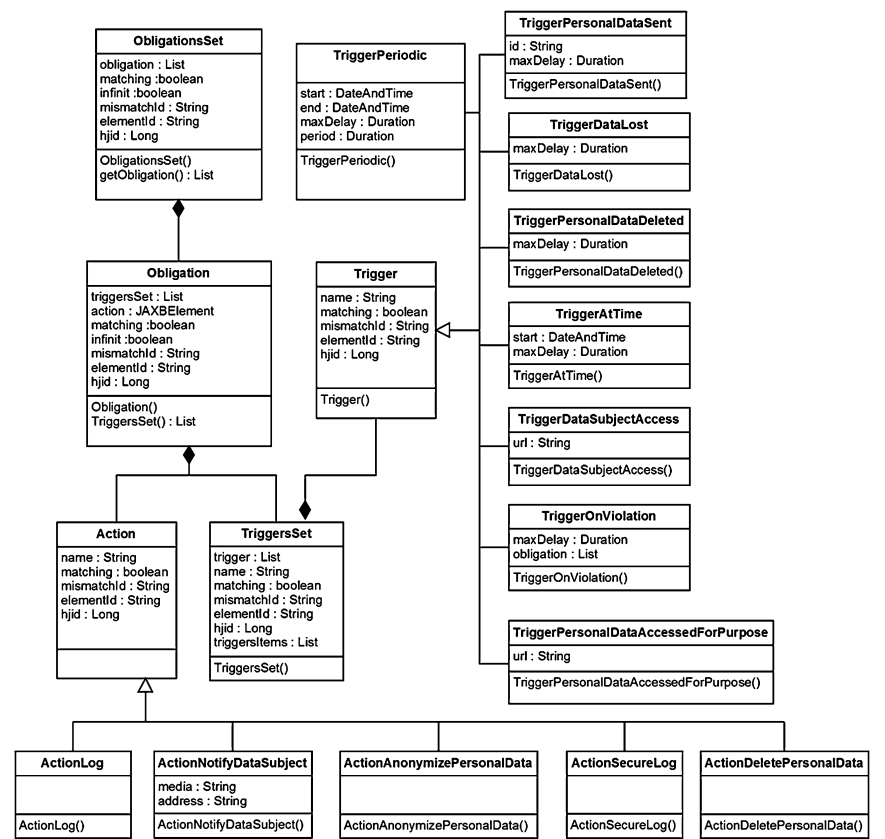 ObligationsSet
obligation : List
matching :boolean
infinit :boolean
mismatchId : String
elementId : String
hjid : Long
ObligationsSet()
getObligation() : List
TriggerPeriodic
start : DateAndTime
end : DateAndTime
maxDelay : Duration
period : Duration
TriggerPeriodic()
TriggerPersonalDataSent
id : String
maxDelay : Duration
TriggerPersonalDataSent()
TriggerDataLost
maxDelay : Duration
TriggerDataLost()
TriggerPersonalDataDeleted
maxDelay : Duration
TriggerPersonalDataDeleted()
Obligation
triggersSet : List
action : JAXBElement
matching :boolean
infinit :boolean
mismatchId : String
elementId : String
hjid : Long
Obligation()
TriggersSet() : List
Trigger
name : String
matching : boolean
mismatchId : String
elementId : String
hjid : Long
Trigger()
TriggerAtTime
start : DateAndTime
maxDelay : Duration
TriggerAtTime()
TriggerDataSubjectAccess
url : String
TriggerDataSubjectAccess()
TriggerOnViolation
maxDelay : Duration
obligation : List
TriggerOnViolation()
Action
name : String
matching : boolean
mismatchId : String
elementId : String
hjid : Long
TriggersSet
trigger : List
name : String
matching : boolean
mismatchId : String
elementId : String
hjid : Long
triggersItems : List
TriggersSet()
TriggerPersonalDataAccessedForPurpose
url : String
TriggerPersonalDataAccessedForPurpose()
ActionLog
ActionLog()
ActionNotifyDataSubject
media : String
address : String
ActionNotifyDataSubject()
ActionAnonymizePersonalData
ActionAnonymizePersonalData()
ActionSecureLog
ActionSecureLog()
ActionDeletePersonalData
ActionDeletePersonalData()